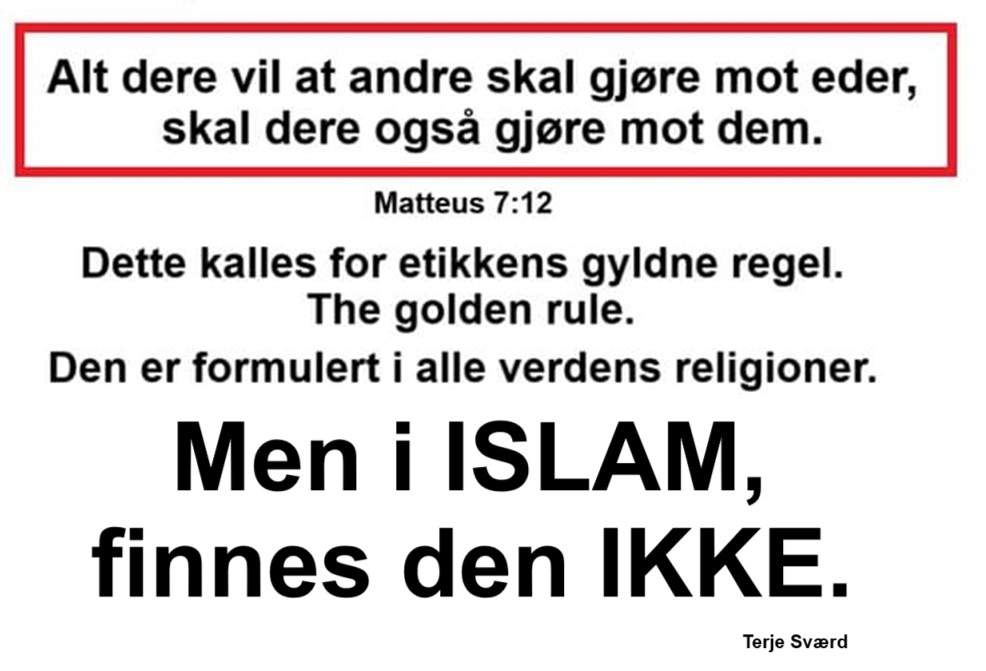 Alt dere vil at andre skal gjøre mot eder,
skal dere også gjøre mot dem.
Matteus 7:12
Dette kalles for etikkens gyldne regel.
The golden rule.
Den er formulert i alle verdens religioner.
Men i ISLAM,
finnes den IKKE.
Terje Sværd